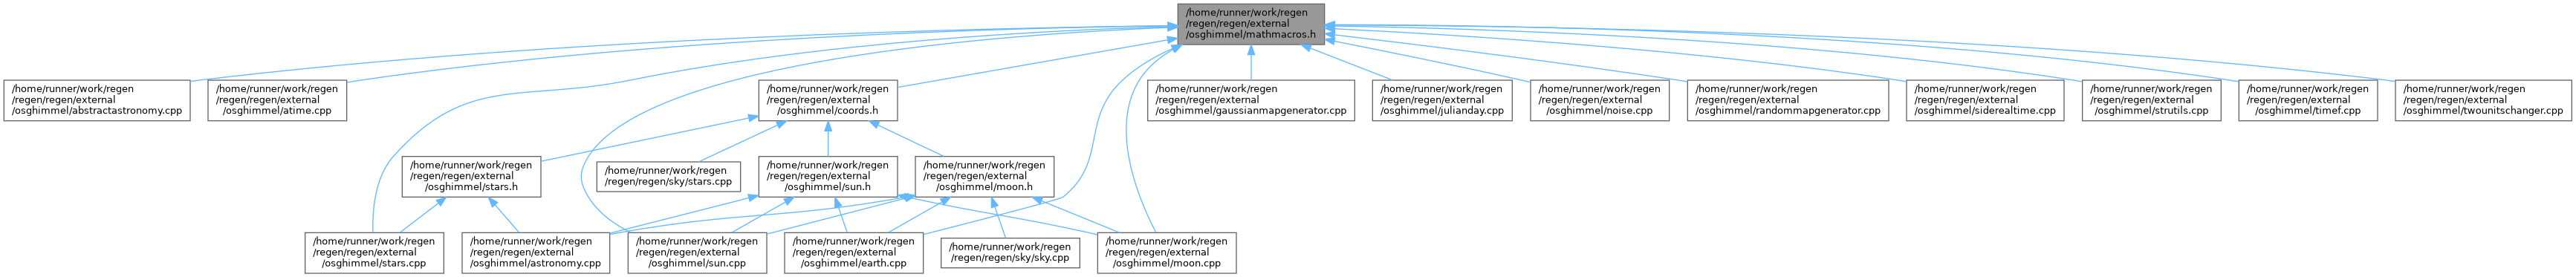 /home/runner/work/regen
/regen/regen/external
/osghimmel/mathmacros.h
/home/runner/work/regen
/regen/regen/external
/osghimmel/abstractastronomy.cpp
/home/runner/work/regen
/regen/regen/external
/osghimmel/atime.cpp
/home/runner/work/regen
/regen/regen/external
/osghimmel/coords.h
/home/runner/work/regen
/regen/regen/external
/osghimmel/gaussianmapgenerator.cpp
/home/runner/work/regen
/regen/regen/external
/osghimmel/julianday.cpp
/home/runner/work/regen
/regen/regen/external
/osghimmel/noise.cpp
/home/runner/work/regen
/regen/regen/external
/osghimmel/randommapgenerator.cpp
/home/runner/work/regen
/regen/regen/external
/osghimmel/siderealtime.cpp
/home/runner/work/regen
/regen/regen/external
/osghimmel/strutils.cpp
/home/runner/work/regen
/regen/regen/external
/osghimmel/timef.cpp
/home/runner/work/regen
/regen/regen/external
/osghimmel/twounitschanger.cpp
/home/runner/work/regen
/regen/regen/external
/osghimmel/stars.h
/home/runner/work/regen
/regen/regen/sky/stars.cpp
/home/runner/work/regen
/regen/regen/external
/osghimmel/sun.h
/home/runner/work/regen
/regen/regen/external
/osghimmel/moon.h
/home/runner/work/regen
/regen/regen/external
/osghimmel/stars.cpp
/home/runner/work/regen
/regen/regen/external
/osghimmel/astronomy.cpp
/home/runner/work/regen
/regen/regen/external
/osghimmel/sun.cpp
/home/runner/work/regen
/regen/regen/external
/osghimmel/earth.cpp
/home/runner/work/regen
/regen/regen/sky/sky.cpp
/home/runner/work/regen
/regen/regen/external
/osghimmel/moon.cpp